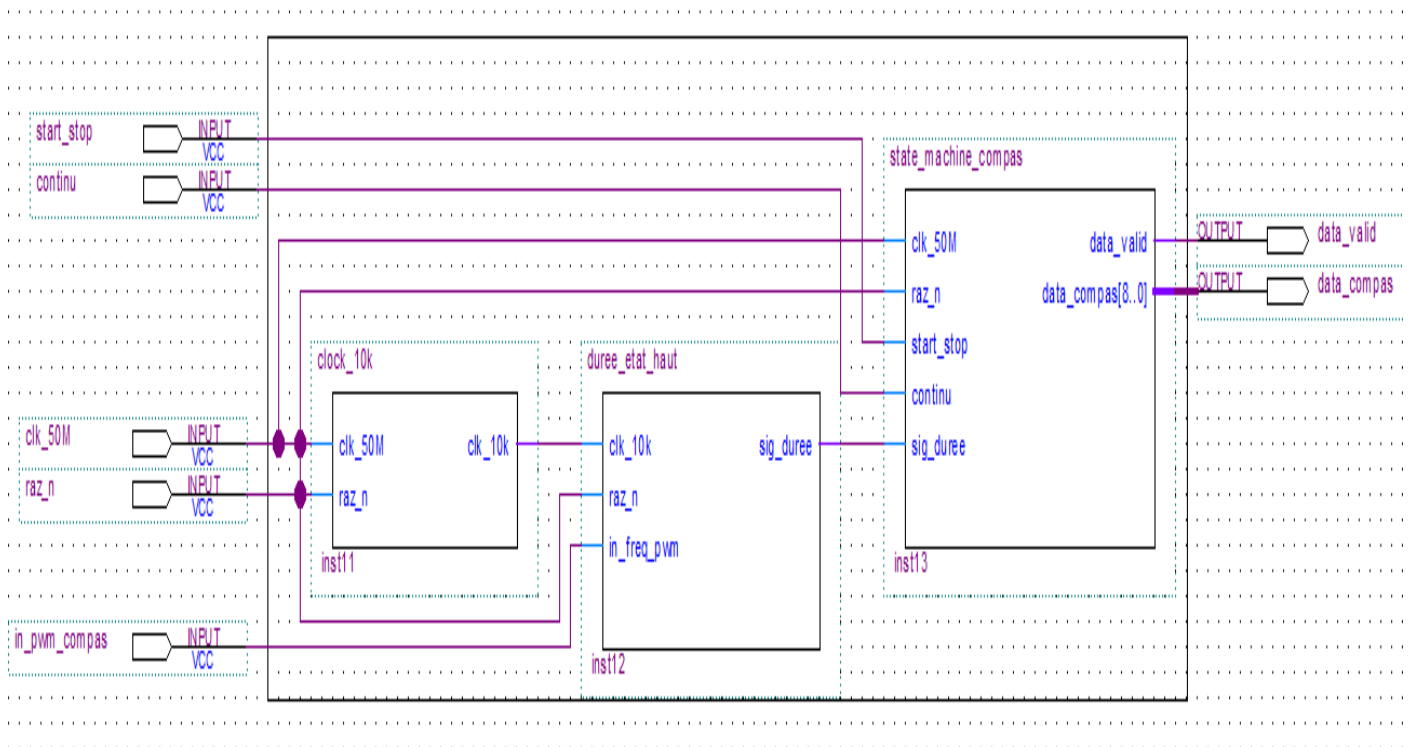 start_stop
INPUT
VCC
continu
INPUT
VCC
clk_50M
INPUT
VCC
raz_n
INPUT
VCC
in_pwm_compas
INPUT
VCC
clock_10k
clk_50M
clk_10k
raz_n
inst11
duree_etat_haut
clk_10k
sig_duree
raz_n
in_freq_pwm
inst12
state_machine_compas
clk_50M
data_valid
raz_n
data_compas[8..0]
start_stop
continu
sig_duree
inst13
OUTPUT
data_valid
OUTPUT
data_compas